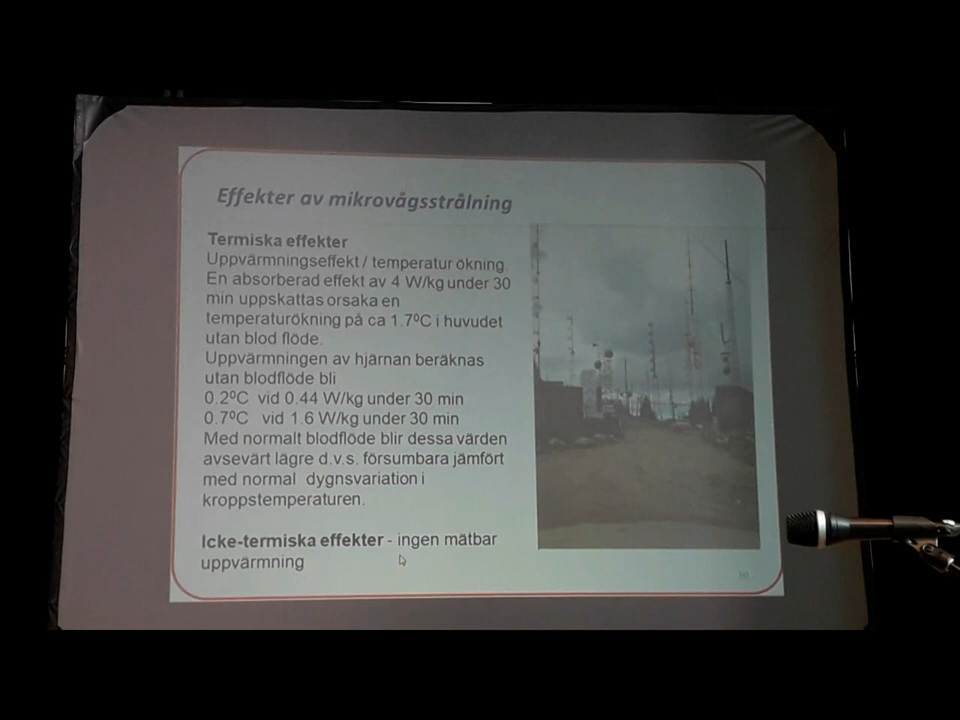 Effekter av mikrovågsstrålning
Termiska effekter
Uppvärmningseffekt / temperatur ökning.
En absorberad effekt av 4 W/kg under 30
min uppskattas orsaka en
temperaturökning på ca 1.7ºC i huvudet
utan blod flöde.
Uppvärmningen av hjärnan beräknas
utan blodflöde bli
0.2ºC vid 0.44 W/kg under 30 min
0.7ºC vid 1.6 W/kg under 30 min
Med normalt blodflöde blir dessa värden
avsevärt lägre d.v.s. försumbara jämfört
med normal dygnsvariation i
kroppstemperaturen.
Icke-termiska effekter - ingen mätbar
uppvärmning